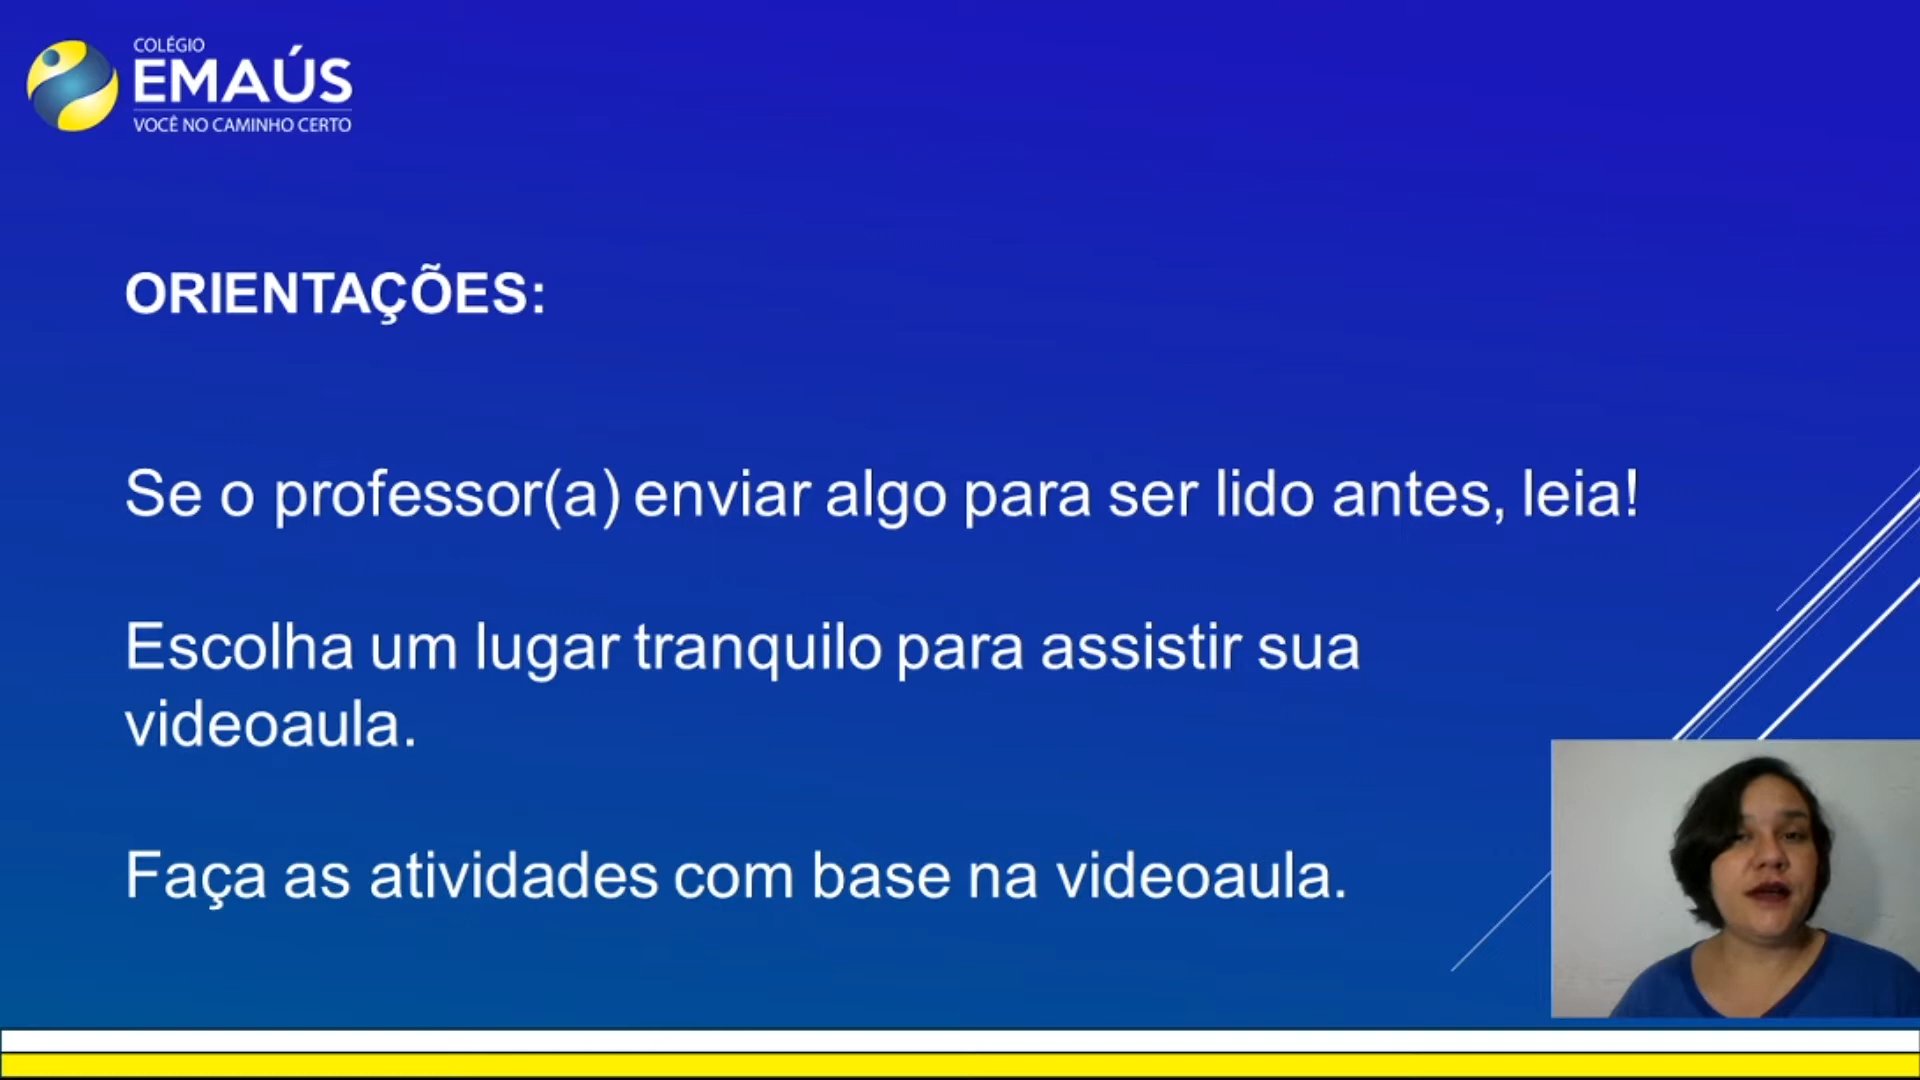 COLÉGIO
EMAÚS
VOCÊ NO CAMINHO CERTO
ORIENTAÇÕES:
Se o professor(a) enviar algo para ser lido antes, leia!
Escolha um lugar tranquilo para assistir sua
videoaula.
Faça as atividades com base na videoaula.